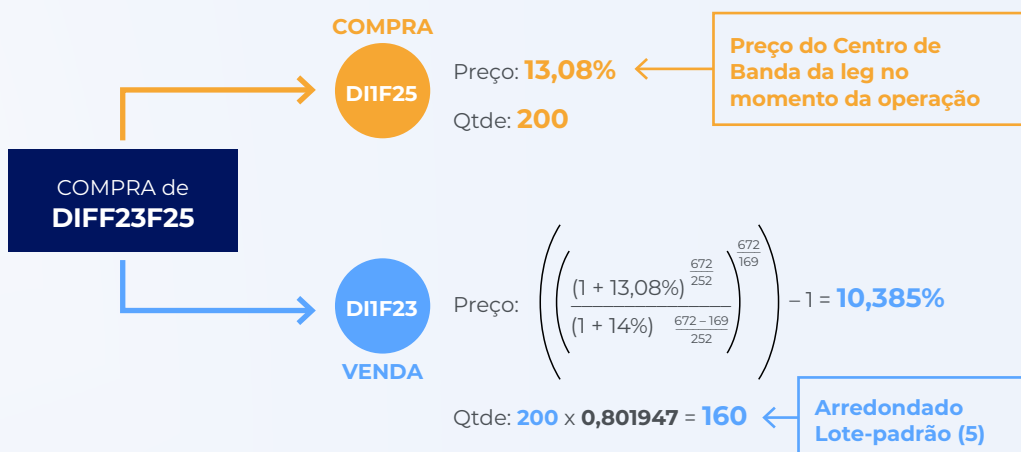 COMPRA
DI1F25
Preço: 13,08%
Qtde: 200
Preço do Centro de
Banda da leg no
momento da operação
COMPRA de
DIFF23F25
DI1F23
VENDA
Preço: (((1 + 13,08%)^(672/252) / (1 + 14%)^((672 – 169)/252))^(672/169)) – 1 = 10,385%
Qtde: 200 x 0,801947 = 160
Arredondado
Lote-padrão (5)